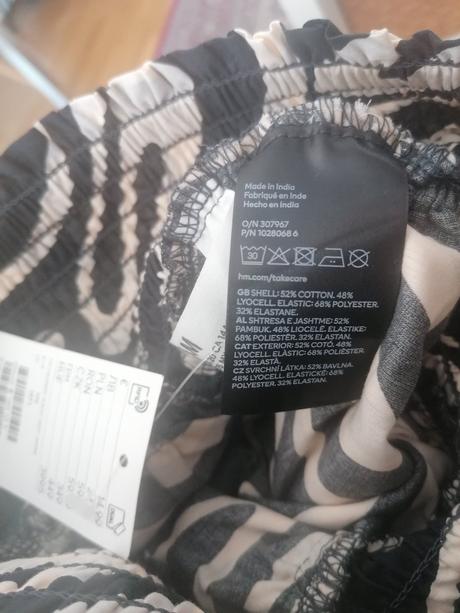 Made in India
Fabriqué en Inde
Hecho en India
O/N 307967
P/N 1028068 6
30
hm.com/takecare
GB SHELL: 52% COTTON. 48%
LYOCELL. ELASTIC: 68% POLYESTER.
32% ELASTANE.
AL SHTRESA E JASHTME: 52%
PAMBUK. 48% LIOCELË. ELASTIKE:
68% POLIESTËR. 32% ELASTAN.
CAT EXTERIOR: 52% COTÓ. 48%
LYOCELL. ELÀSTIC: 68% POLIÈSTER.
32% ELASTÀ.
CZ SVRCHNÍ LÁTKA: 52% BAVLNA.
48% LYOCELL. ELASTICKÉ: 68%
POLYESTER. 32% ELASTAN.
M